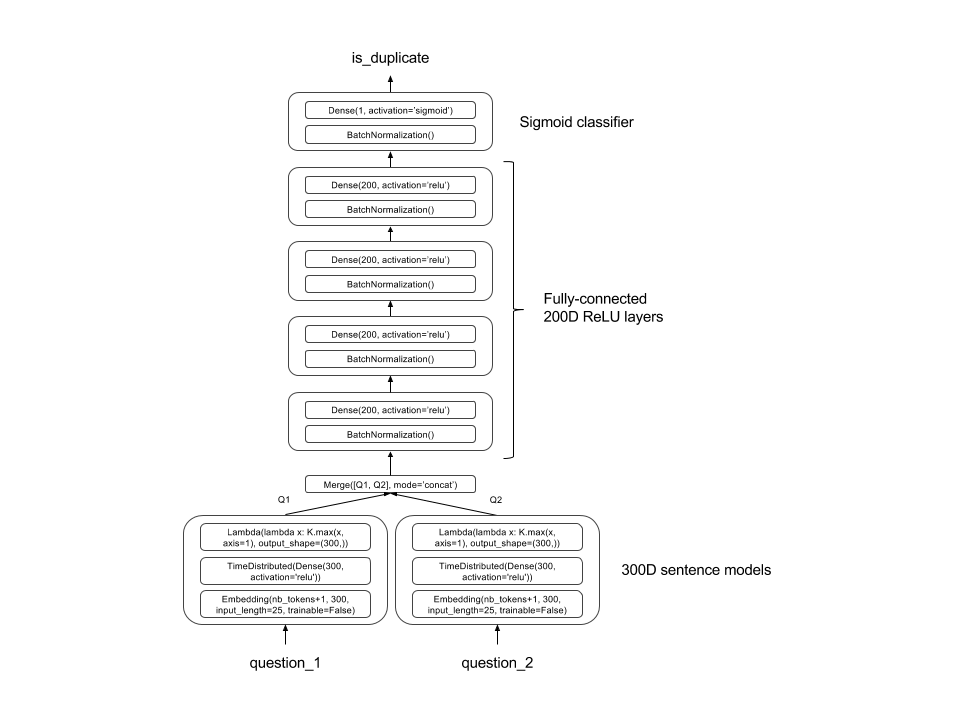 is_duplicate
Dense(1, activation='sigmoid')
BatchNormalization()
Sigmoid classifier
Dense(200, activation='relu')
BatchNormalization()
Dense(200, activation='relu')
BatchNormalization()
Fully-connected
200D ReLU layers
Dense(200, activation='relu')
BatchNormalization()
Dense(200, activation='relu')
BatchNormalization()
Merge([Q1, Q2], mode='concat')
Q1
Q2
Lambda(lambda x: K.max(x,
axis=1), output_shape=(300,))
TimeDistributed(Dense(300,
activation='relu'))
Embedding(nb_tokens+1, 300,
input_length=25, trainable=False)
Lambda(lambda x: K.max(x,
axis=1), output_shape=(300,))
TimeDistributed(Dense(300,
activation='relu'))
Embedding(nb_tokens+1, 300,
input_length=25, trainable=False)
300D sentence models
question_1
question_2